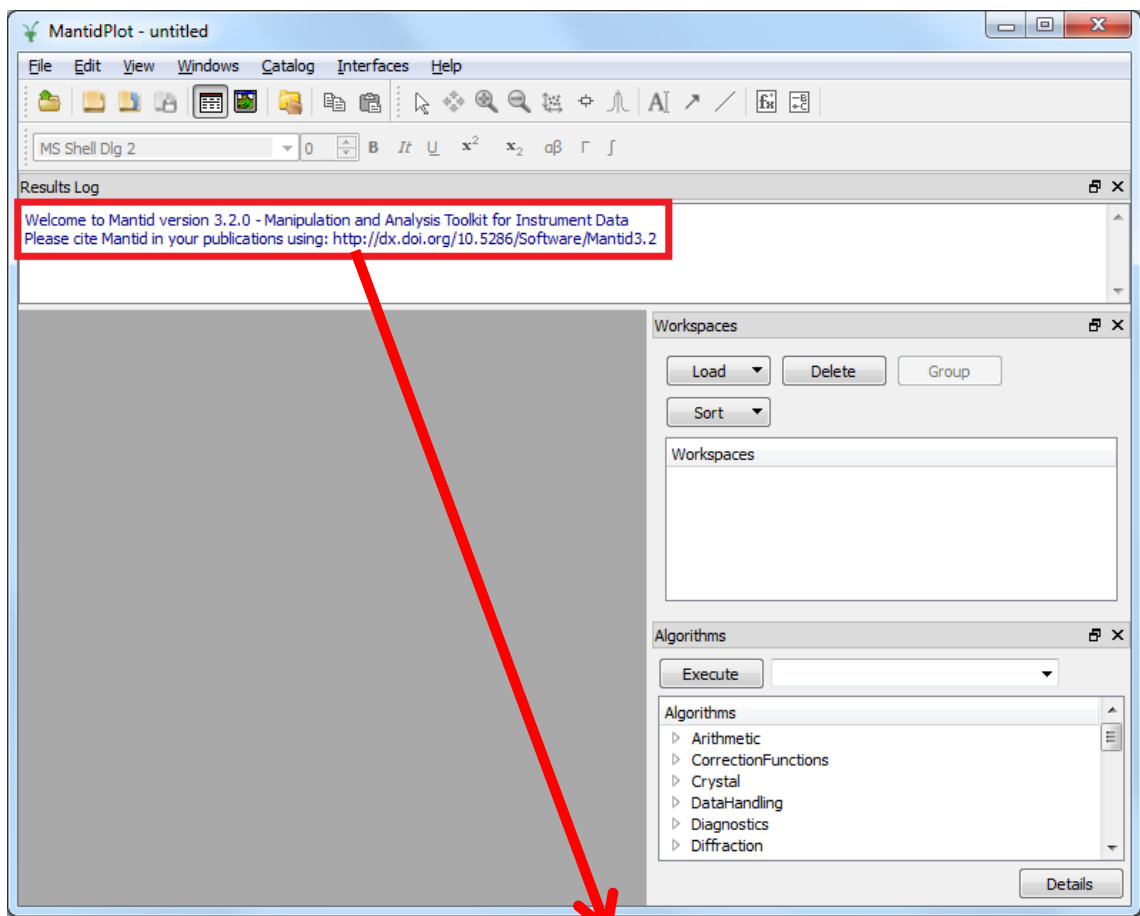 MantidPlot - untitled
File Edit View Windows Catalog Interfaces Help
MS Shell Dlg 2 0 B It U x² x₂ αβ Γ ∫
Results Log
Welcome to Mantid version 3.2.0 - Manipulation and Analysis Toolkit for Instrument Data
Please cite Mantid in your publications using: http://dx.doi.org/10.5286/Software/Mantid3.2
Workspaces
Load Delete Group
Sort
Workspaces
Algorithms
Execute
Algorithms
Arithmetic
CorrectionFunctions
Crystal
DataHandling
Diagnostics
Diffraction
Details